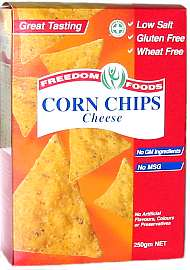 Great Tasting
Low Salt
Gluten Free
Wheat Free
FREEDOM FOODS
CORN CHIPS
Cheese
No GM Ingredients
No MSG
No Artificial
Flavours, Colours
or Preservatives
250gms NET